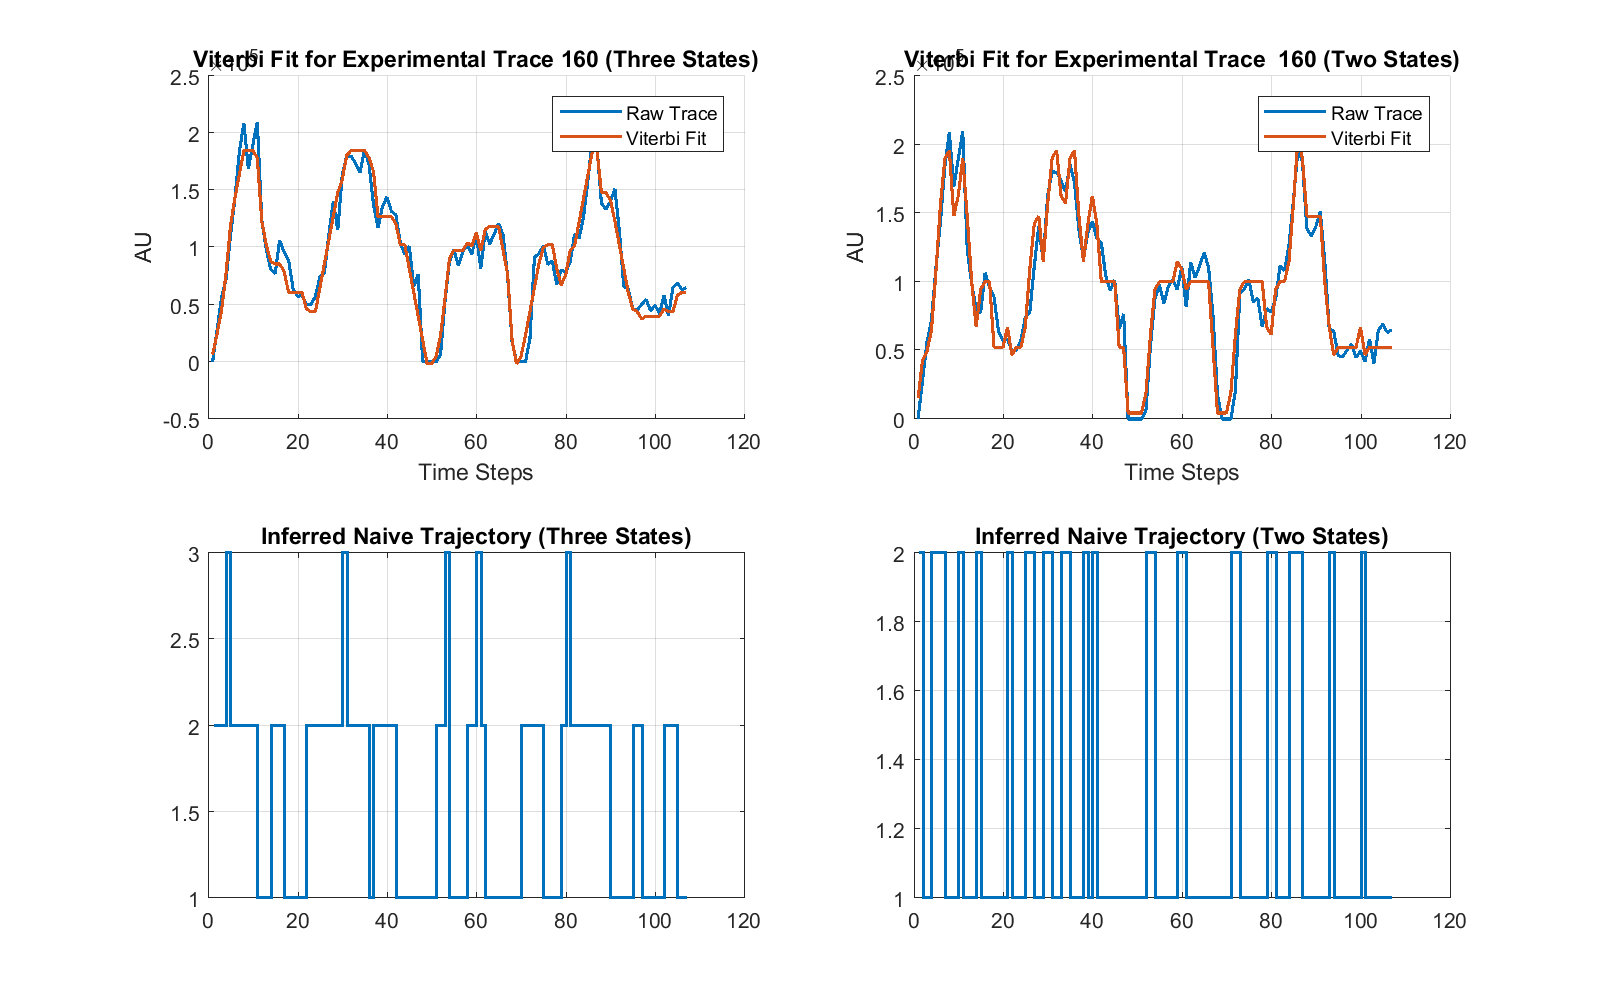 Viterbi Fit for Experimental Trace 160 (Three States)
×10^5
2.5
2
1.5
1
0.5
0
-0.5
AU
Raw Trace
Viterbi Fit
0 20 40 60 80 100 120
Time Steps
Viterbi Fit for Experimental Trace 160 (Two States)
×10^5
2.5
2
1.5
1
0.5
0
AU
Raw Trace
Viterbi Fit
0 20 40 60 80 100 120
Time Steps
Inferred Naive Trajectory (Three States)
3
2.5
2
1.5
1
0 20 40 60 80 100 120
Inferred Naive Trajectory (Two States)
2
1.8
1.6
1.4
1.2
1
0 20 40 60 80 100 120